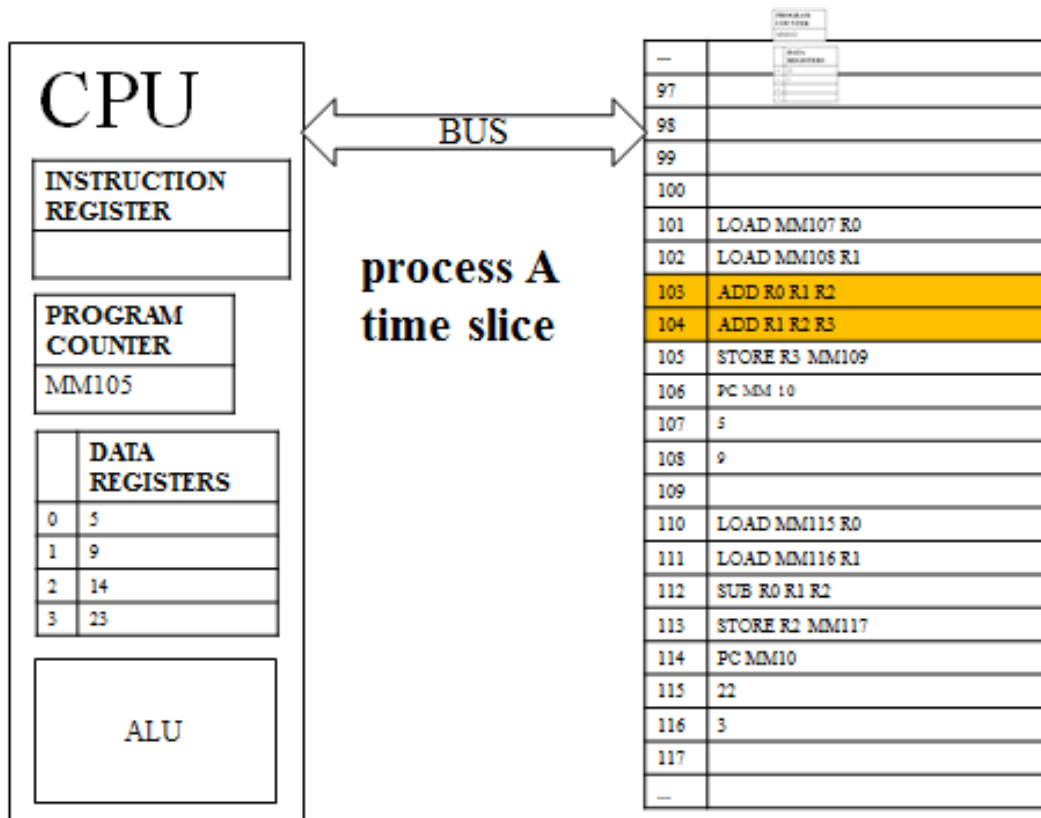 CPU
INSTRUCTION
REGISTER
PROGRAM
COUNTER
MM105
DATA
REGISTERS
0 5
1 9
2 14
3 23
ALU
BUS
process A
time slice
PROGRAM
COUNTER
DATA
REGISTERS
...
97
98
99
100
101 LOAD MM107 R0
102 LOAD MM108 R1
103 ADD R0 R1 R2
104 ADD R1 R2 R3
105 STORE R3 MM109
106 PC MM 10
107 5
108 9
109
110 LOAD MM115 R0
111 LOAD MM116 R1
112 SUB R0 R1 R2
113 STORE R2 MM117
114 PC MM10
115 22
116 3
117
...